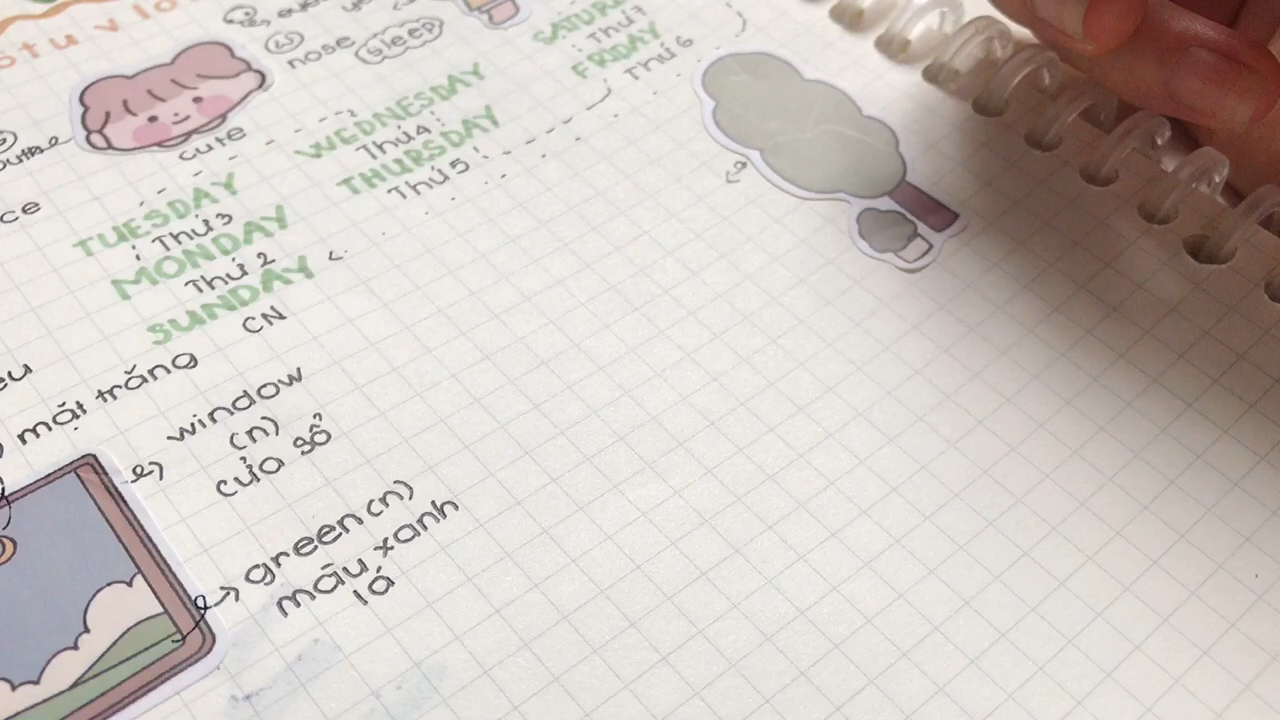 nose
sleep
cute
SATURD
Thứ 7
FRIDAY
Thứ 6
WEDNESDAY
Thứ 4
THURSDAY
Thứ 5
TUESDAY
Thứ 3
MONDAY
Thứ 2
SUNDAY
CN
mặt trăng
window
(n)
cửa sổ
green (n)
màu xanh
lá